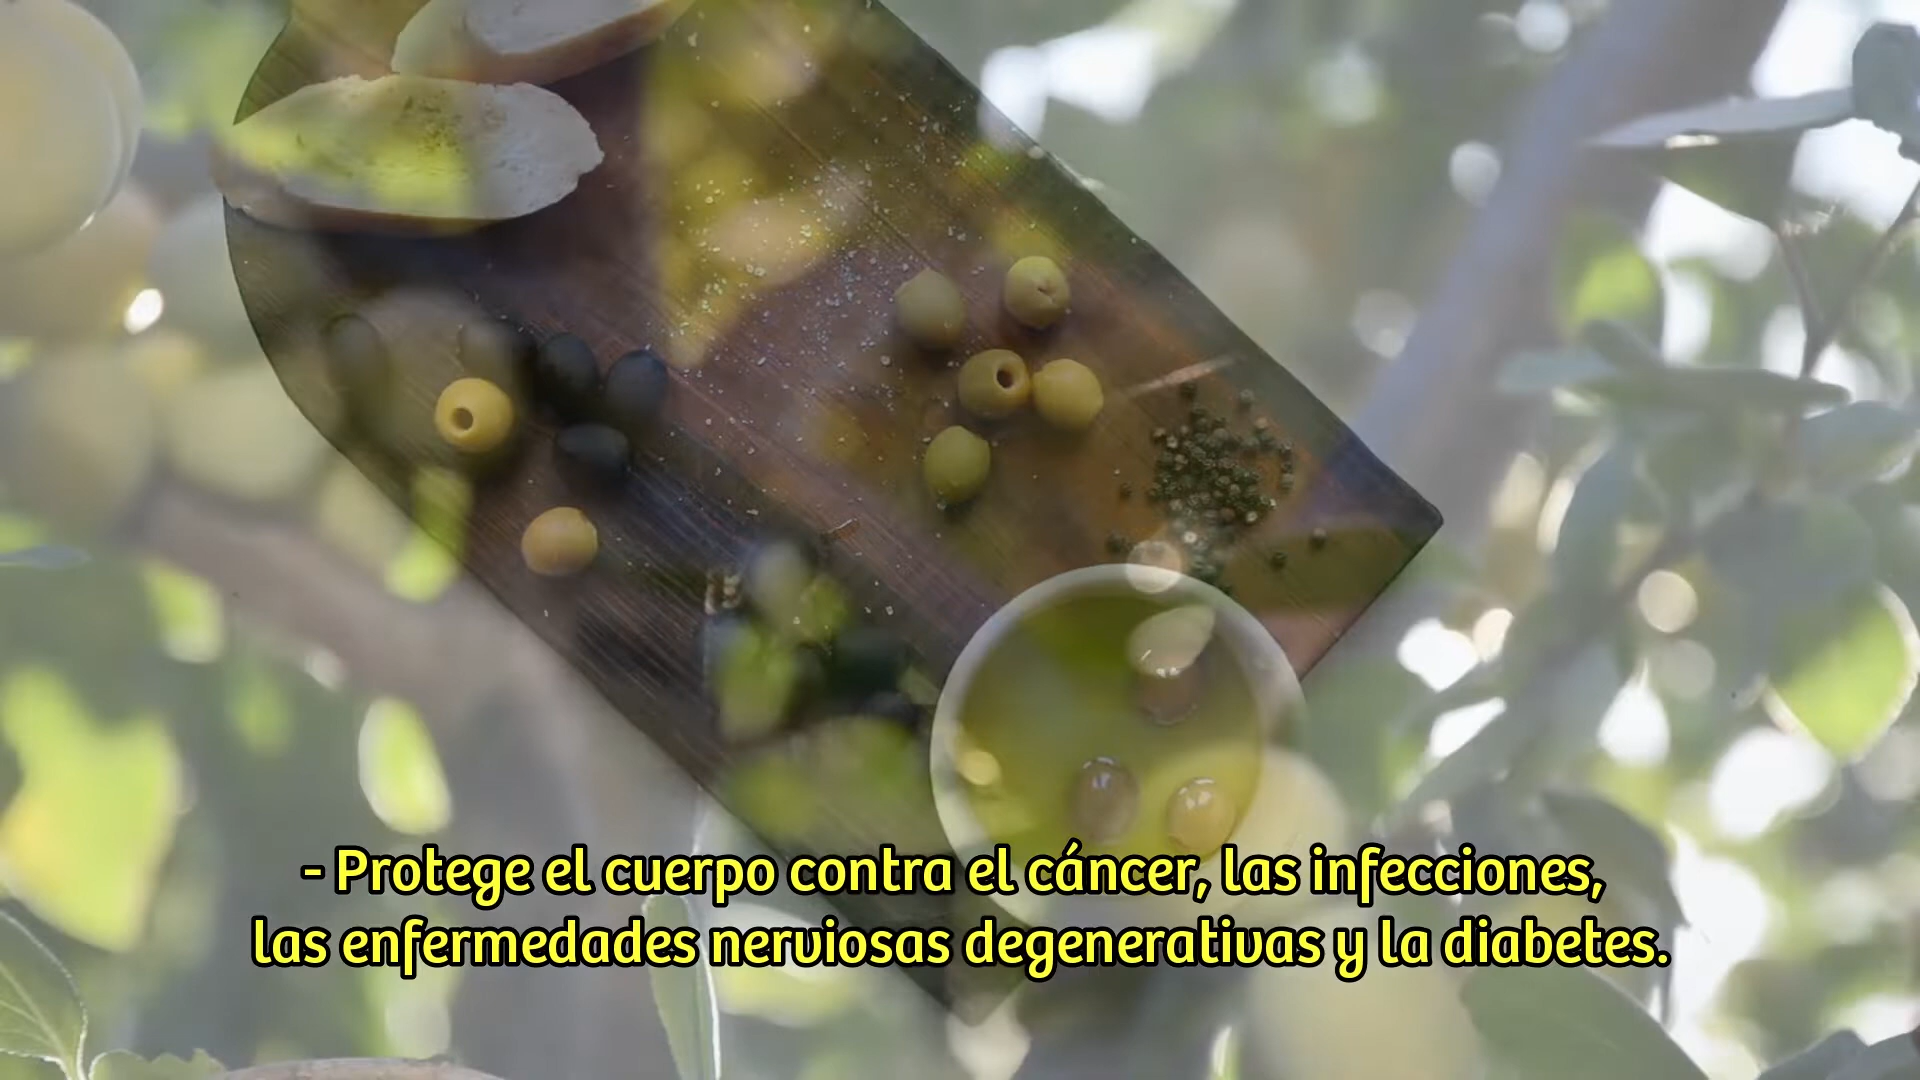 - Protege el cuerpo contra el cáncer, las infecciones,
las enfermedades nerviosas degenerativas y la diabetes.